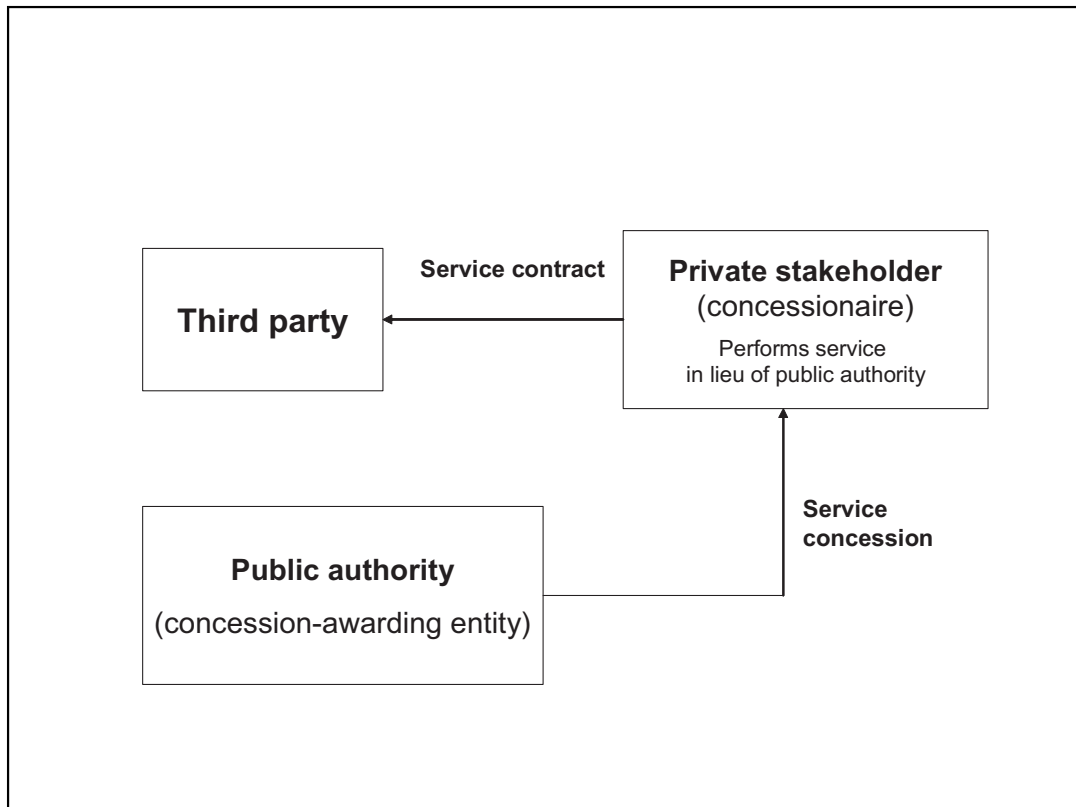 Third party
Service contract
Private stakeholder
(concessionaire)
Performs service
in lieu of public authority
Service
concession
Public authority
(concession-awarding entity)